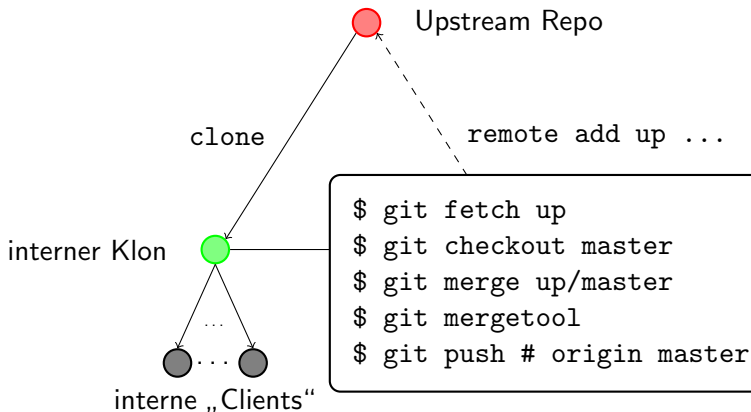 Upstream Repo
clone
remote add up ...
interner Klon
$ git fetch up
$ git checkout master
$ git merge up/master
$ git mergetool
$ git push # origin master
...
...
interne „Clients“